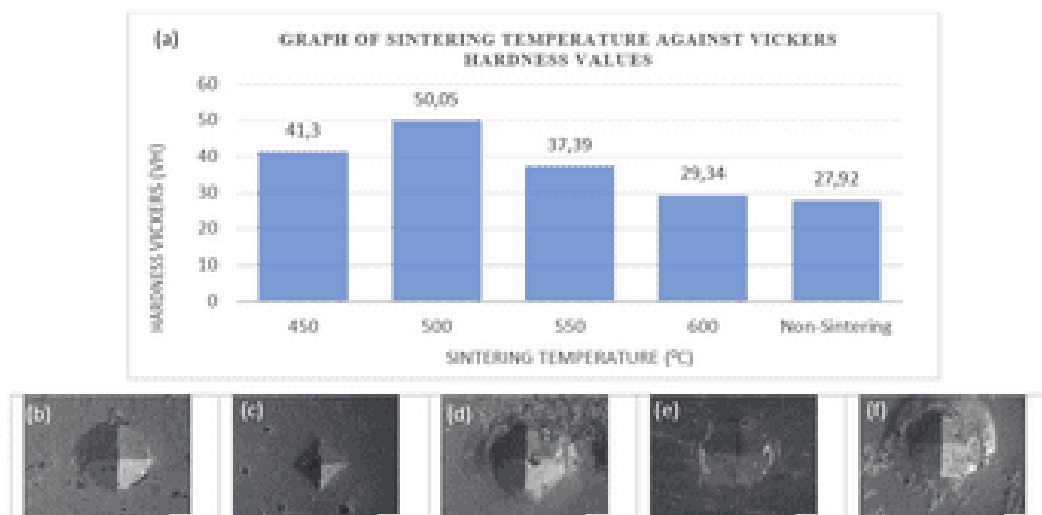 (a)
GRAPH OF SINTERING TEMPERATURE AGAINST VICKERS
HARDNESS VALUES
HARDNESS VICKERS (VH)
60
50
40
30
20
10
0
41,3
50,05
37,39
29,34
27,92
450
500
550
600
Non-Sintering
SINTERING TEMPERATURE (⁰C)
(b)
(c)
(d)
(e)
(f)